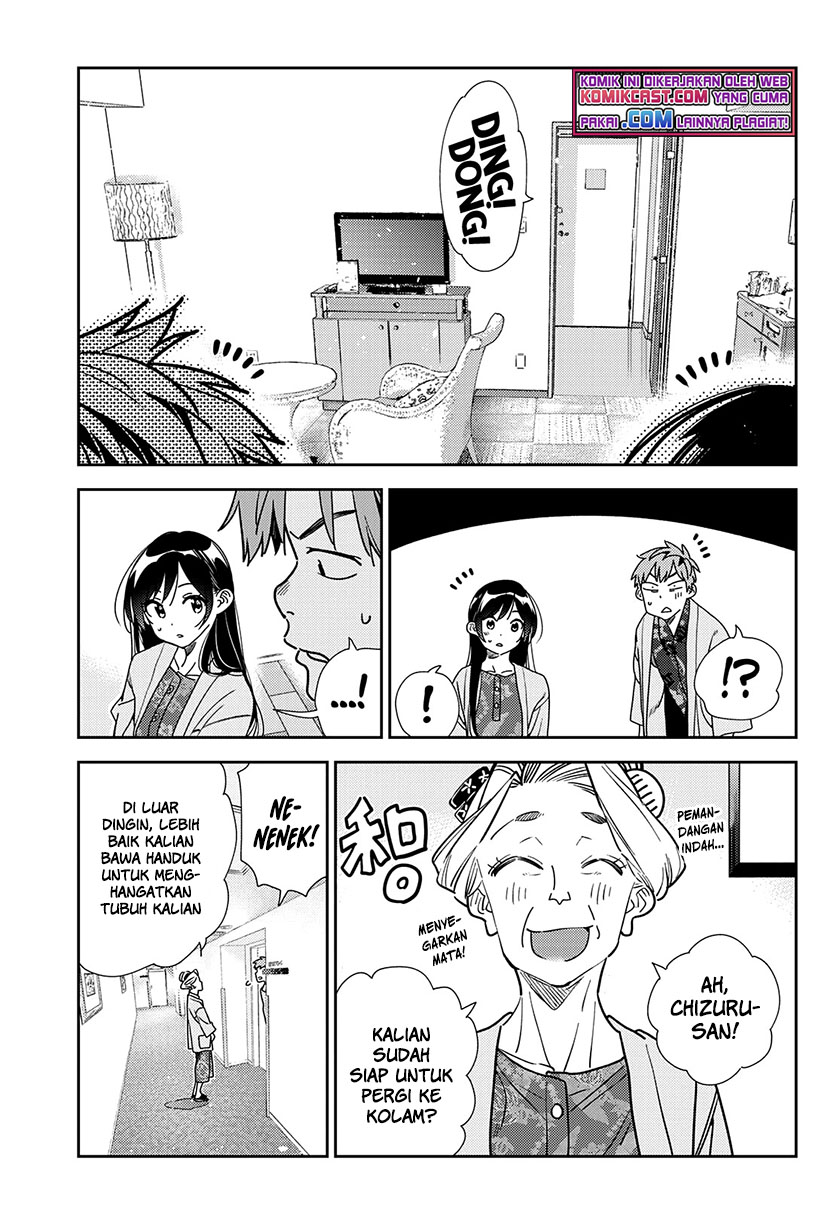 KOMIK INI DIKERJAKAN OLEH WEB
KOMIKCAST.COM YANG CUMA
PAKAI .COM LAINNYA PLAGIAT!
DING!
DONG!
!?
!
....!
PEMAN-
DANGAN
INDAH...
AH,
CHIZURU-
SAN!
和。
MENYE-
GARKAN
MATA!
KALIAN
SUDAH
SIAP UNTUK
PERGI KE
KOLAM?
NE-
NENEK!
DI LUAR
DINGIN, LEBIH
BAIK KALIAN
BAWA HANDUK
UNTUK MENG-
HANGATKAN
TUBUH KALIAN